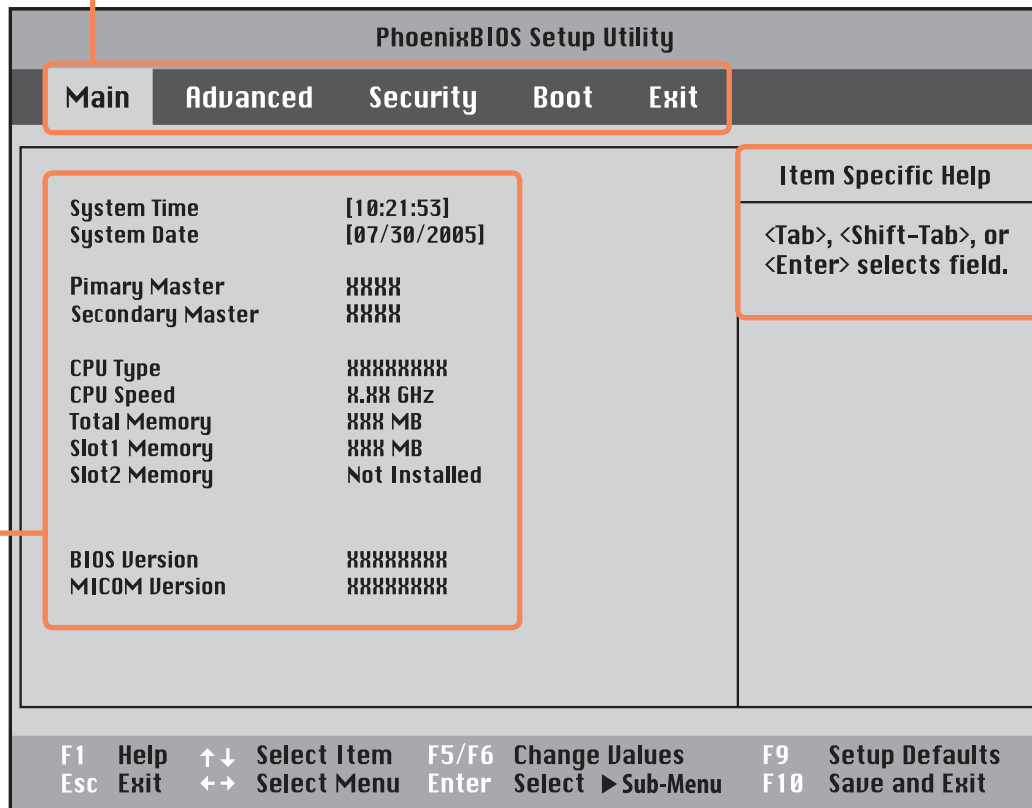 PhoenixBIOS Setup Utility
Main Advanced Security Boot Exit
Item Specific Help
<Tab>, <Shift-Tab>, or
<Enter> selects field.
System Time [10:21:53]
System Date [07/30/2005]
Pimary Master XXXX
Secondary Master XXXX
CPU Type XXXXXXXX
CPU Speed X.XX GHz
Total Memory XXX MB
Slot1 Memory XXX MB
Slot2 Memory Not Installed
BIOS Version XXXXXXXX
MICOM Version XXXXXXXX
F1 Help ↑↓ Select Item F5/F6 Change Values F9 Setup Defaults
Esc Exit ←→ Select Menu Enter Select ▶Sub-Menu F10 Save and Exit